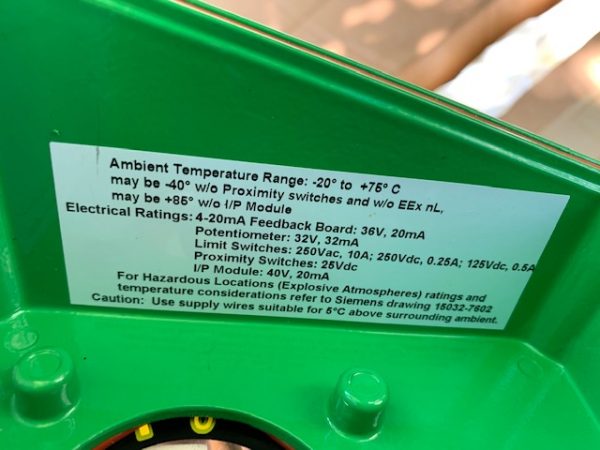 Ambient Temperature Range: -20° to +75° C
may be -40° w/o Proximity switches and w/o EEx nL,
may be +85° w/o I/P Module
Electrical Ratings: 4-20mA Feedback Board: 36V, 20mA
Potentiometer: 32V, 32mA
Limit Switches: 250Vac, 10A; 250Vdc, 0.25A; 125Vdc, 0.5A
Proximity Switches: 25Vdc
I/P Module: 40V, 20mA
For Hazardous Locations (Explosive Atmospheres) ratings and
temperature considerations refer to Siemens drawing 15032-7502
Caution: Use supply wires suitable for 5°C above surrounding ambient.